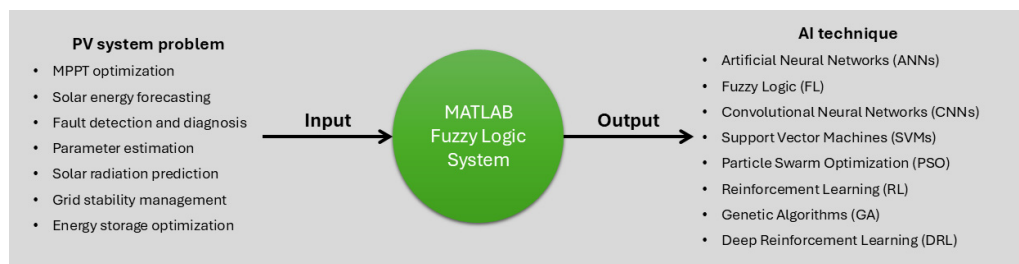 PV system problem
• MPPT optimization
• Solar energy forecasting
• Fault detection and diagnosis
• Parameter estimation
• Solar radiation prediction
• Grid stability management
• Energy storage optimization
Input
MATLAB
Fuzzy Logic
System
Output
AI technique
• Artificial Neural Networks (ANNs)
• Fuzzy Logic (FL)
• Convolutional Neural Networks (CNNs)
• Support Vector Machines (SVMs)
• Particle Swarm Optimization (PSO)
• Reinforcement Learning (RL)
• Genetic Algorithms (GA)
• Deep Reinforcement Learning (DRL)